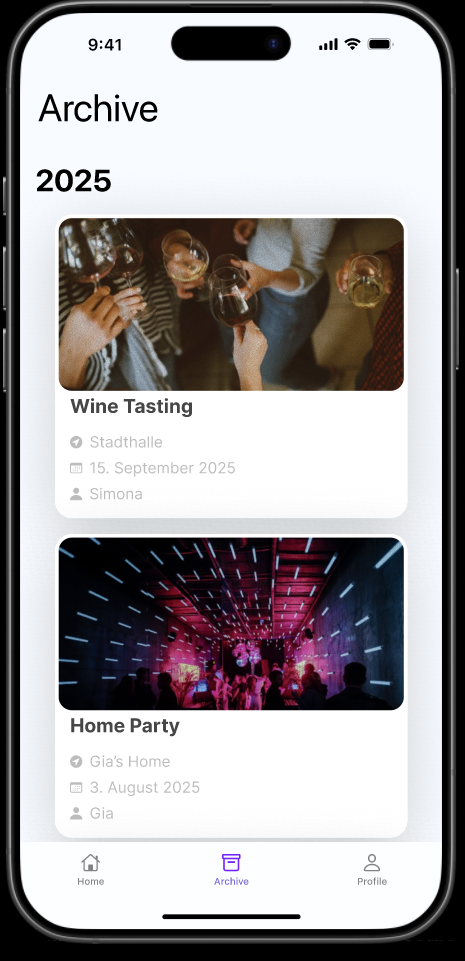 9:41
Archive
2025
Wine Tasting
Stadthalle
15. September 2025
Simona
Home Party
Gia's Home
3. August 2025
Gia
Home
Archive
Profile